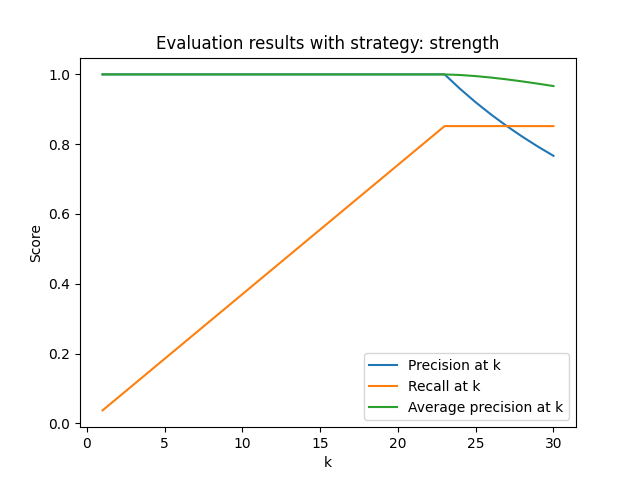 Evaluation results with strategy: strength
1.0
0.8
0.6
0.4
0.2
0.0
Score
0 5 10 15 20 25 30
k
Precision at k
Recall at k
Average precision at k